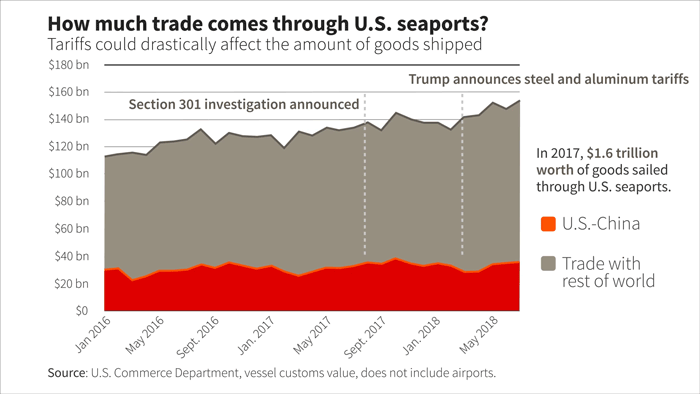 How much trade comes through U.S. seaports?
Tariffs could drastically affect the amount of goods shipped
$180 bn
Trump announces steel and aluminum tariffs
$160 bn
Section 301 investigation announced
$140 bn
$120 bn
$100 bn
$80 bn
$60 bn
$40 bn
$20 bn
$0
In 2017, $1.6 trillion
worth of goods sailed
through U.S. seaports.
U.S.-China
Trade with
rest of world
Jan 2016
May 2016
Sept. 2016
Jan. 2017
May 2017
Sept. 2017
Jan. 2018
May 2018
Source: U.S. Commerce Department, vessel customs value, does not include airports.